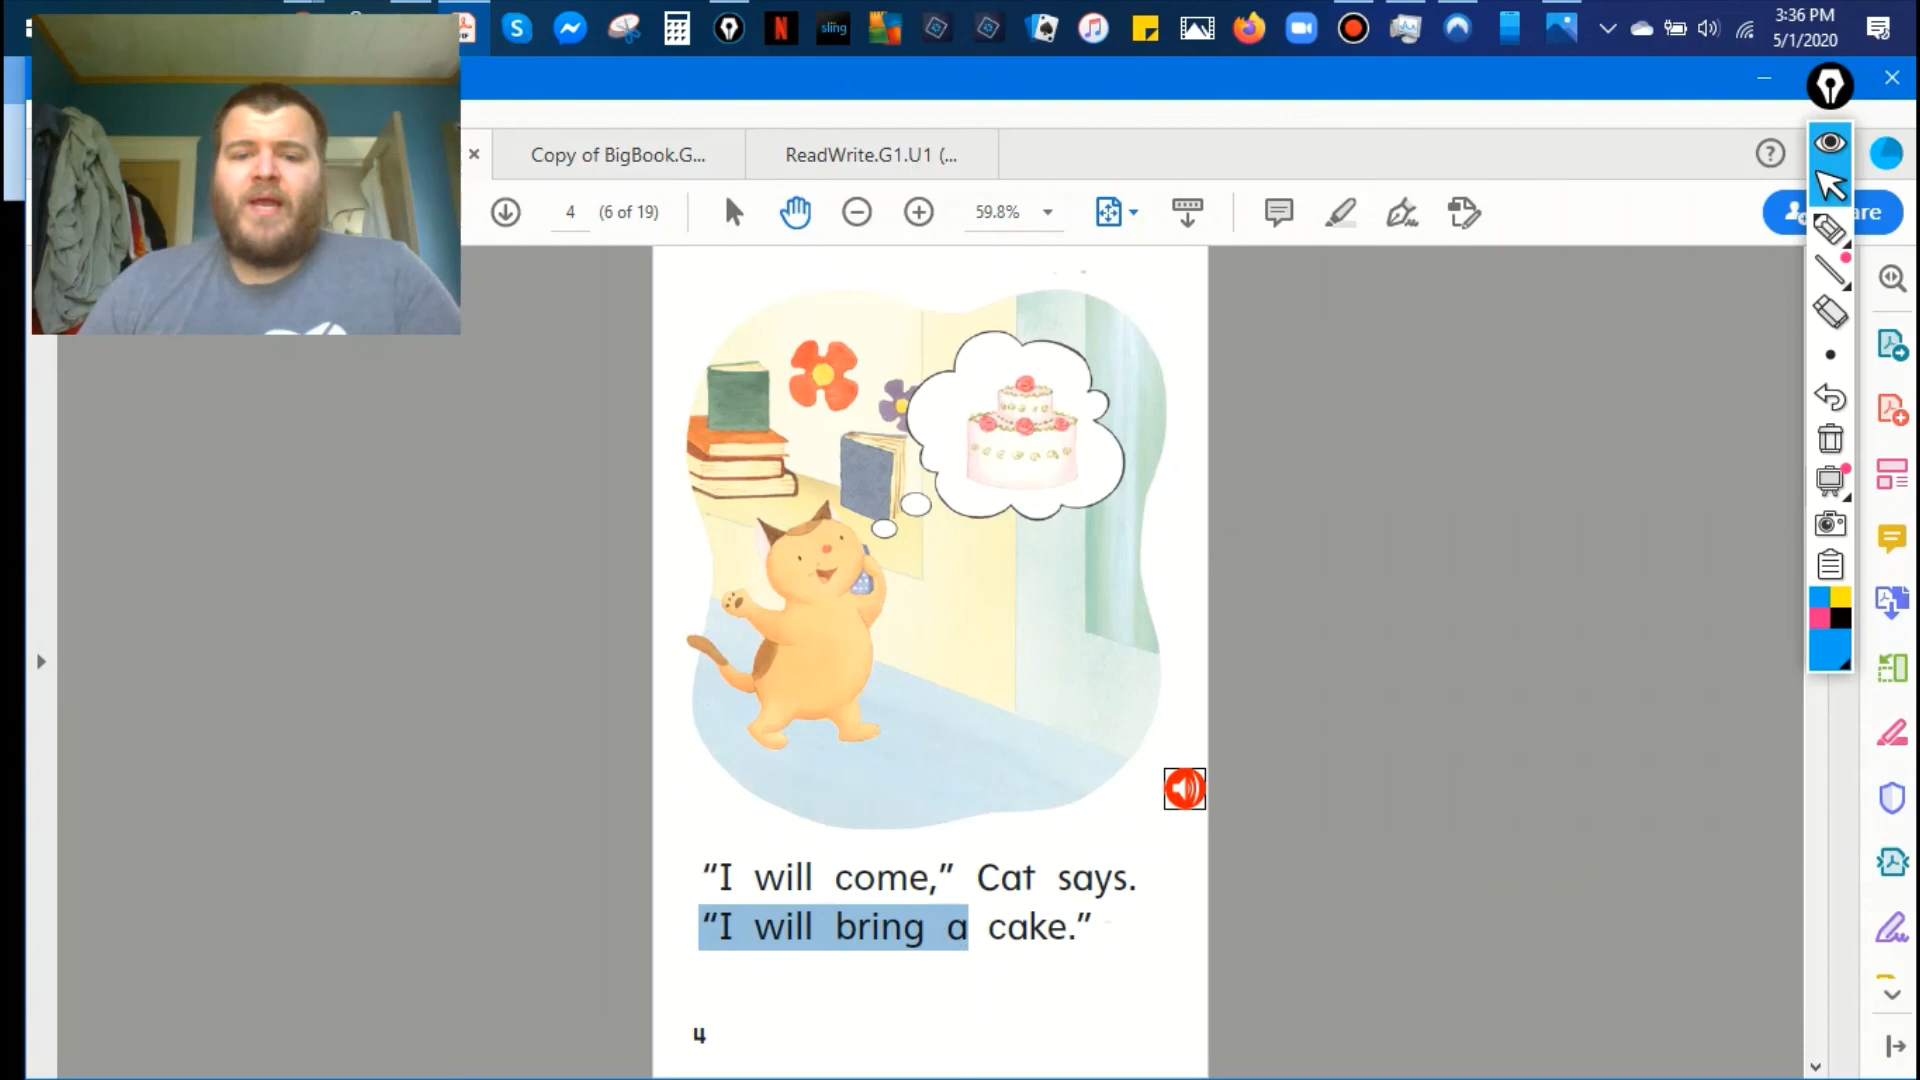 sling
3:36 PM
5/1/2020
Copy of BigBook.G...
ReadWrite.G1.U1 (...
4 (6 of 19)
59.8%
are
“I will come,” Cat says.
“I will bring a cake.”
4